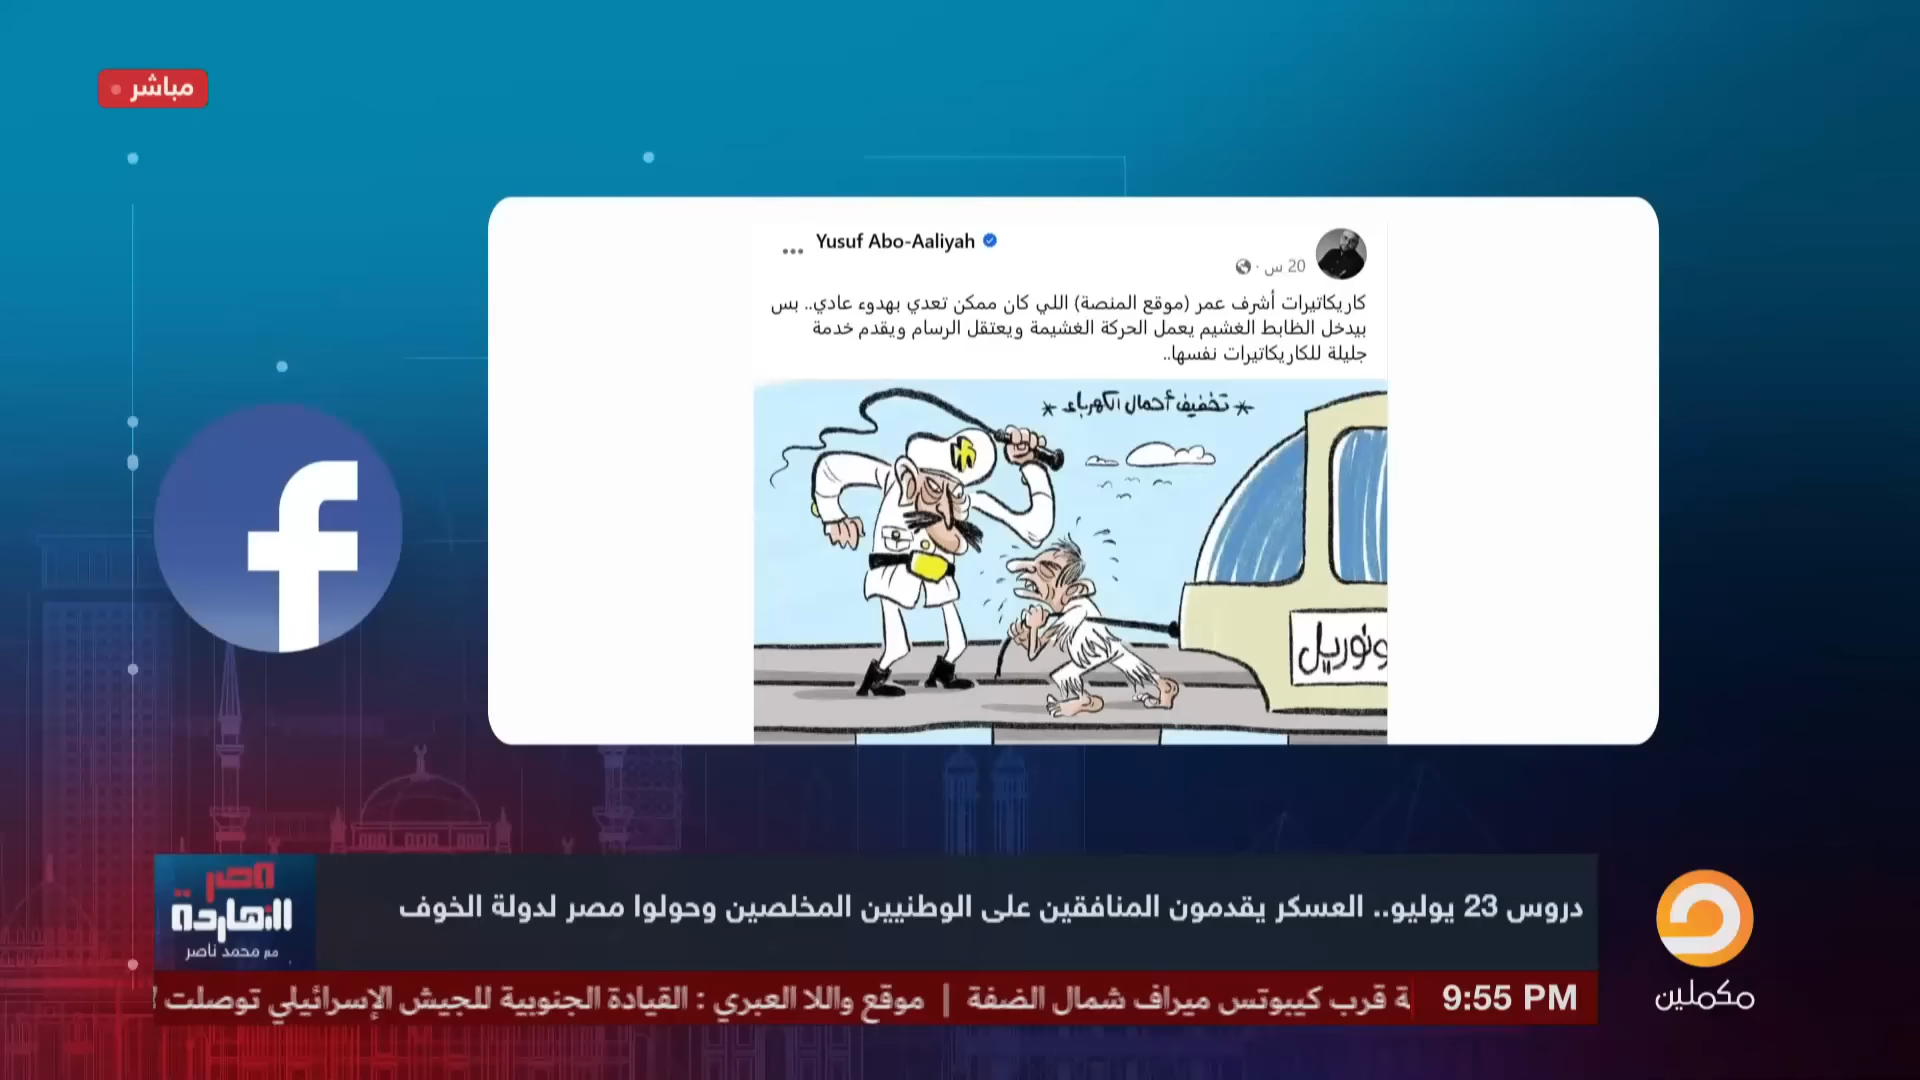 مباشر
Yusuf Abo-Aaliyah
20 س
كاريكاتيرات أشرف عمر (موقع المنصة) اللي كان ممكن تعدي بهدوء عادي.. بس
بيدخل الظابط الغشيم يعمل الحركة الغشيمة ويعتقل الرسام ويقدم خدمة
جليلة للكاريكاتيرات نفسها..
* تخفيف أحمال الكهرباء *
ونوريل
دروس 23 يوليو.. العسكر يقدمون المنافقين على الوطنيين المخلصين وحولوا مصر لدولة الخوف
مصر
النهاردة
مع محمد ناصر
9:55 PM
ة قرب كيبوتس ميراف شمال الضفة | موقع واللا العبري : القيادة الجنوبية للجيش الإسرائيلي توصلت
مكملين